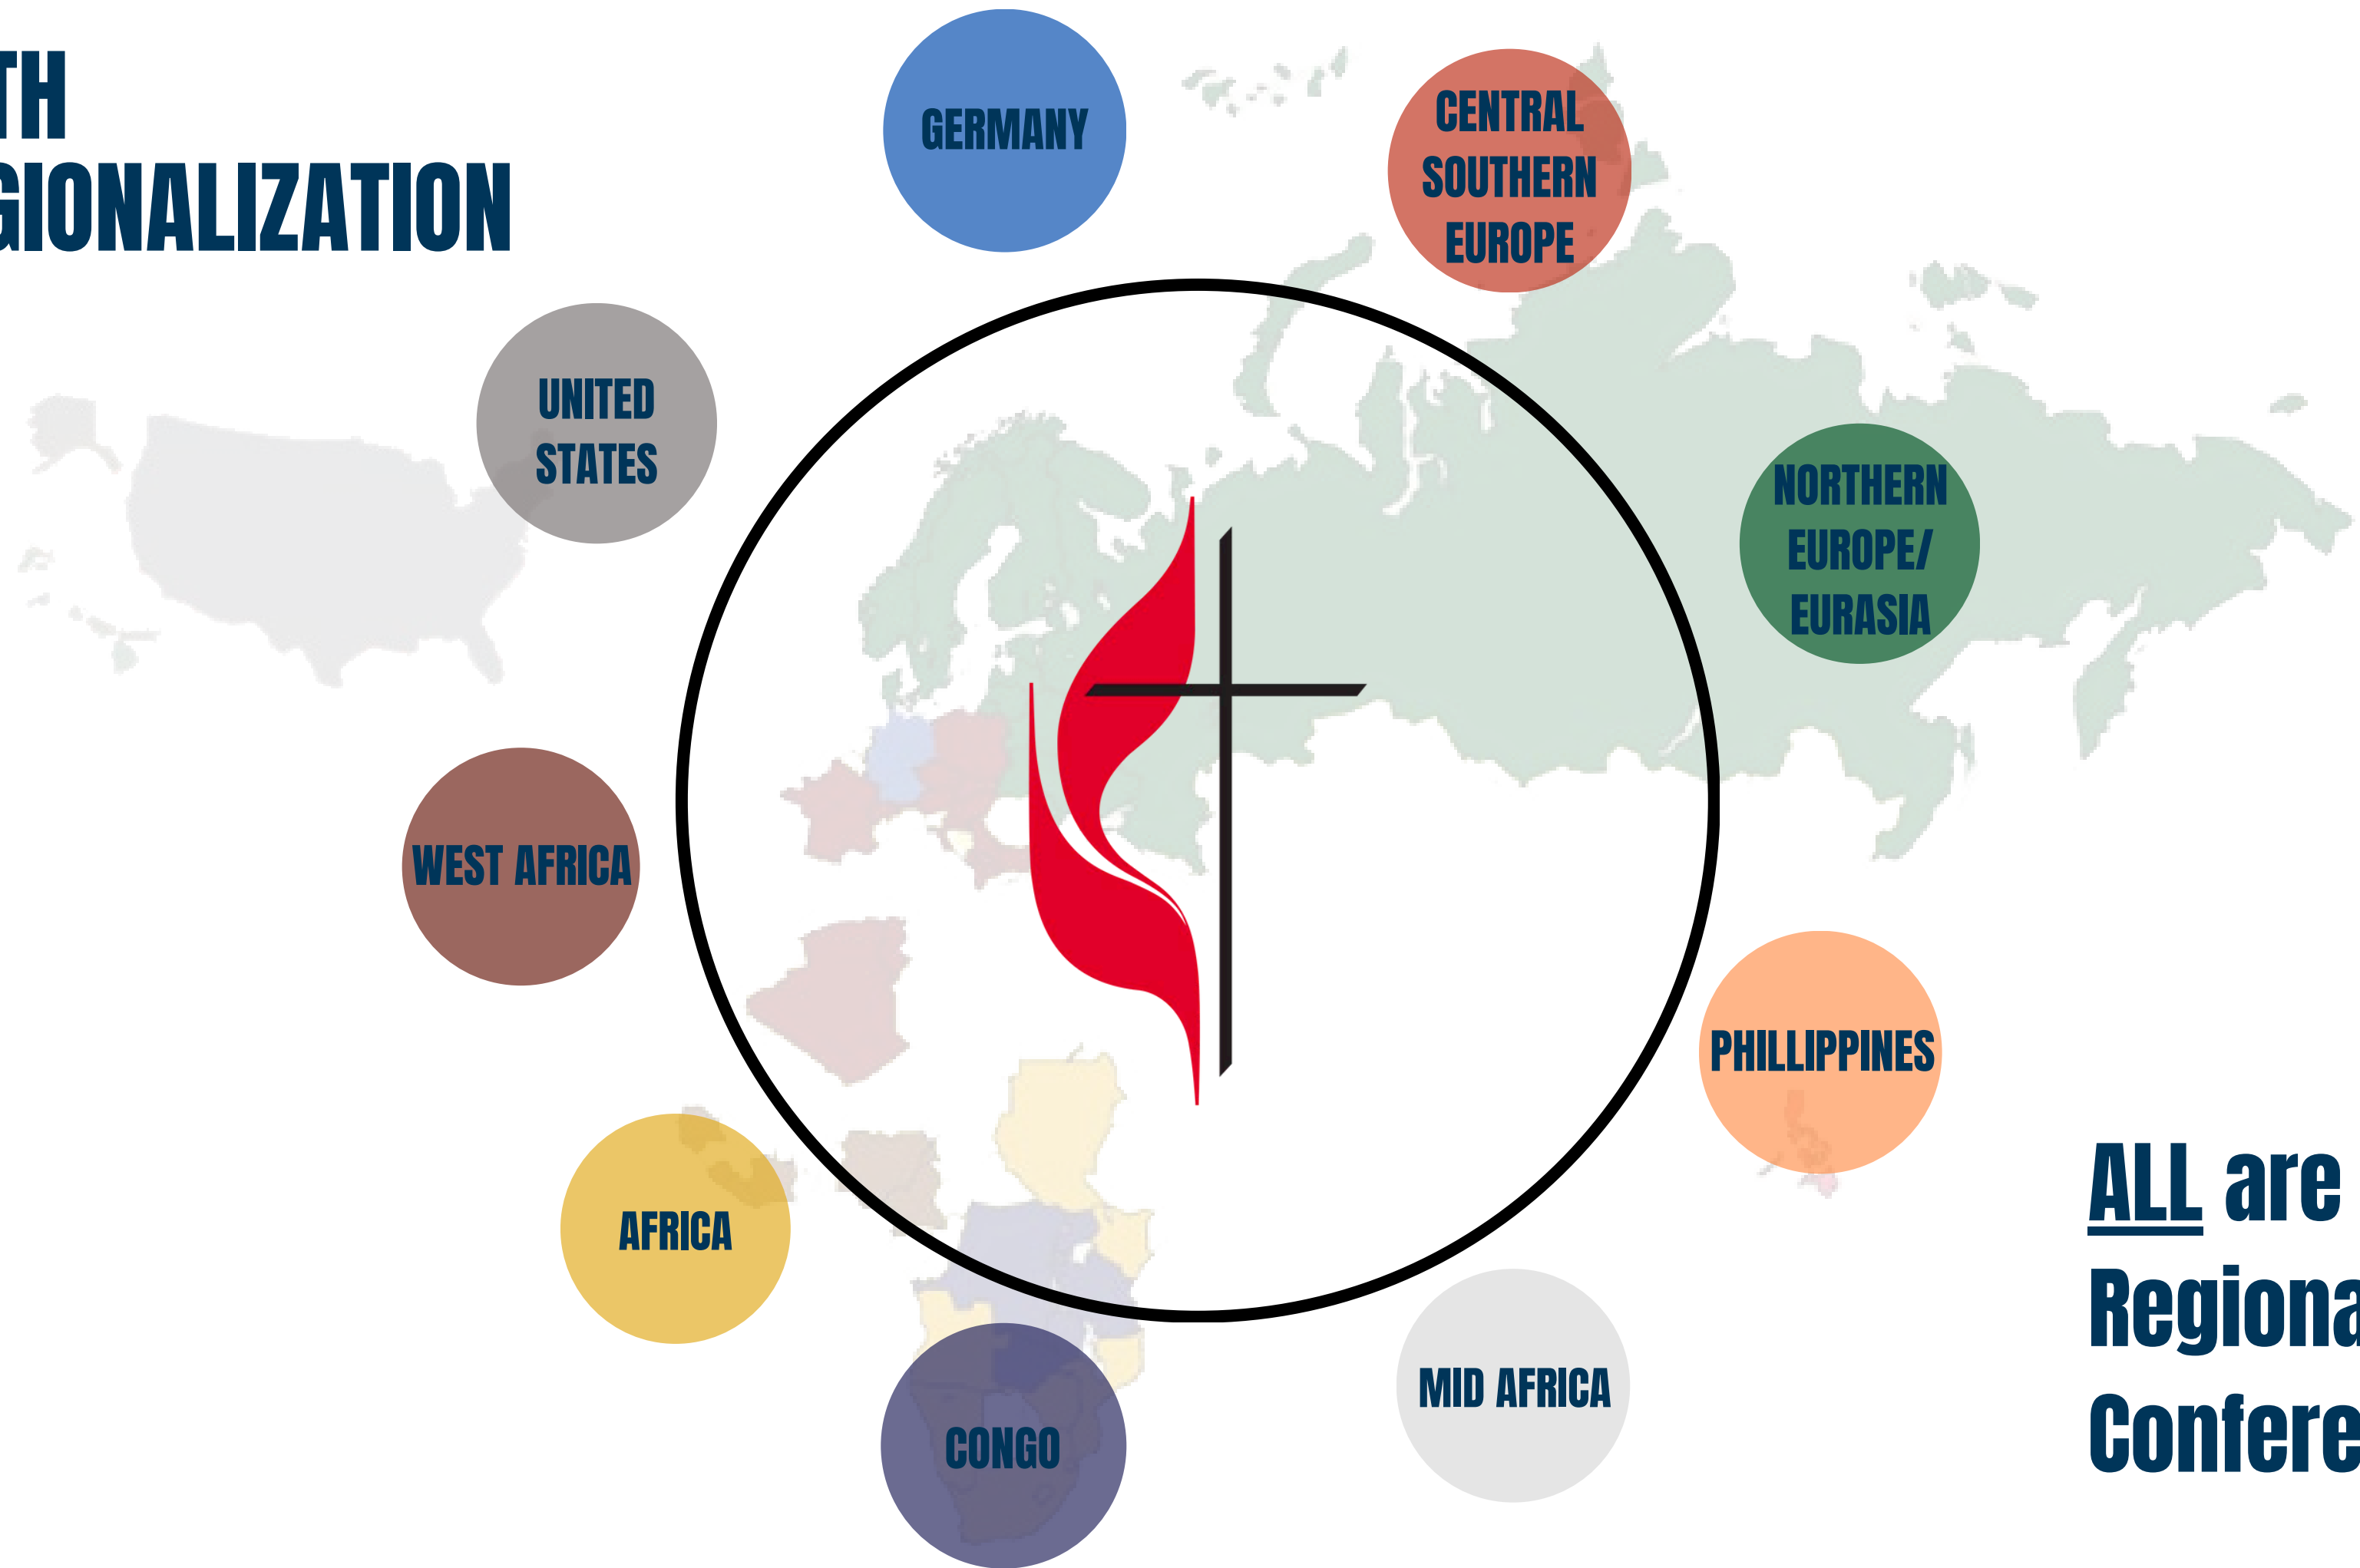 TH
GIONALIZATION
GERMANY
CENTRAL
SOUTHERN
EUROPE
UNITED
STATES
NORTHERN
EUROPE/
EURASIA
WEST AFRICA
PHILLIPPINES
AFRICA
MID AFRICA
CONGO
ALL are
Regiona
Confere